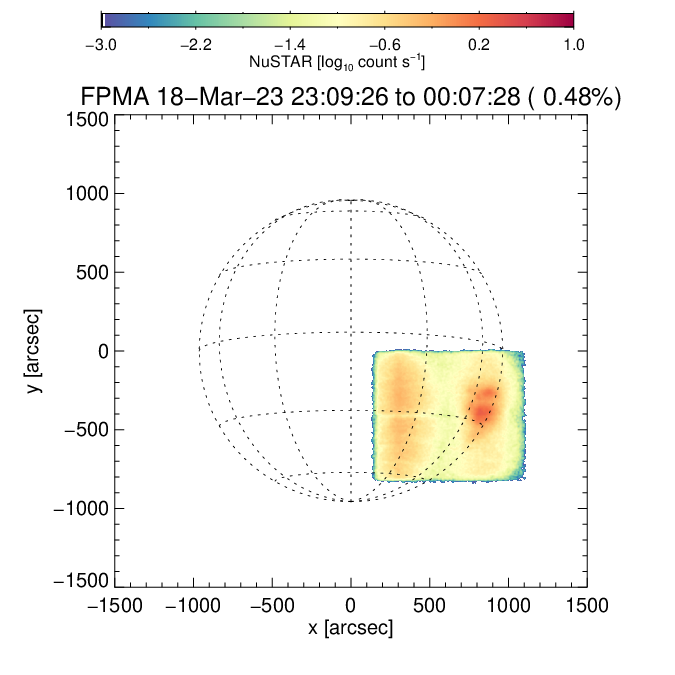 −3.0 −2.2 −1.4 −0.6 0.2 1.0
NuSTAR [log₁₀ count s⁻¹]
FPMA 18−Mar−23 23:09:26 to 00:07:28 ( 0.48%)
1500
1000
500
0
−500
−1000
−1500
y [arcsec]
−1500 −1000 −500 0 500 1000 1500
x [arcsec]